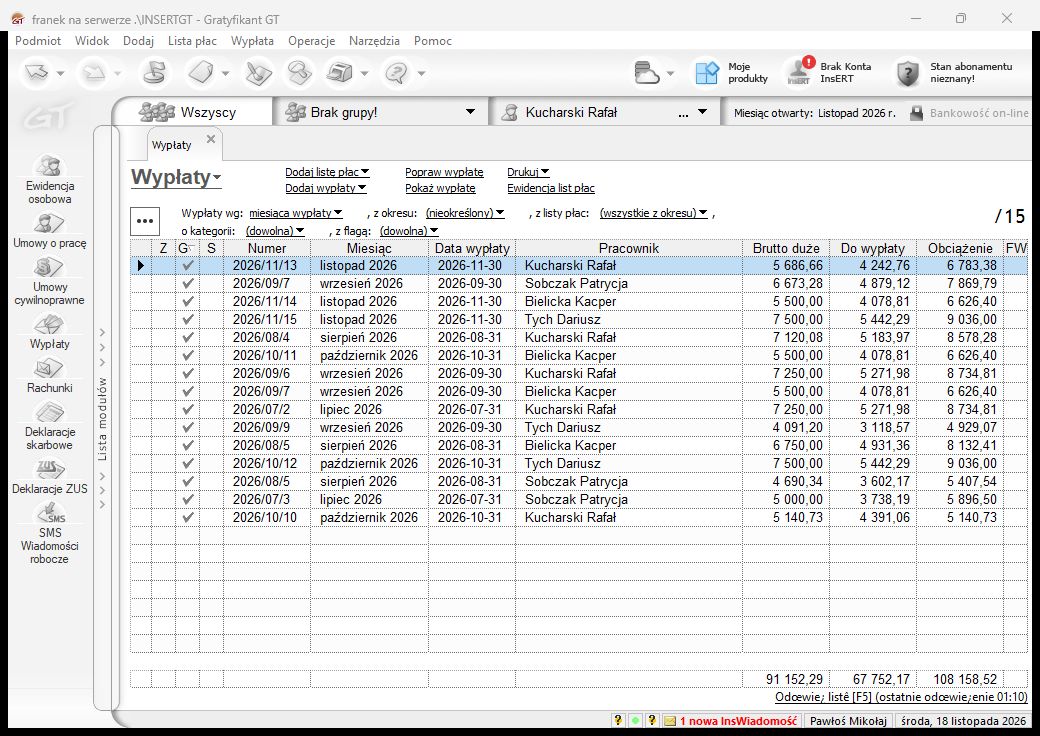 franek na serwerze .\INSERTGT - Gratyfikant GT
Podmiot Widok Dodaj Lista płac Wypłata Operacje Narzędzia Pomoc
Moje produkty
Brak Konta InsERT
Stan abonamentu nieznany!
GT
Wszyscy
Brak grupy!
Kucharski Rafał ...
Miesiąc otwarty: Listopad 2026 r.
Bankowość on-line
Ewidencja osobowa
Umowy o pracę
Umowy cywilnoprawne
Wypłaty
Rachunki
Deklaracje skarbowe
Deklaracje ZUS
SMS Wiadomości robocze
Lista modułów
Wypłaty
Wypłaty
Dodaj listę płac Popraw wypłatę Drukuj
Dodaj wypłaty Pokaż wypłatę Ewidencja list płac
Wypłaty wg: miesiąca wypłaty , z okresu: (nieokreślony) , z listy płac: (wszystkie z okresu) ,
o kategorii: (dowolna) , z flagą: (dowolna)
/ 15
Z G S Numer Miesiąc Data wypłaty Pracownik Brutto duże Do wypłaty Obciążenie FW
2026/11/13 listopad 2026 2026-11-30 Kucharski Rafał 5 686,66 4 242,76 6 783,38
2026/09/7 wrzesień 2026 2026-09-30 Sobczak Patrycja 6 673,28 4 879,12 7 869,79
2026/11/14 listopad 2026 2026-11-30 Bielicka Kacper 5 500,00 4 078,81 6 626,40
2026/11/15 listopad 2026 2026-11-30 Tych Dariusz 7 500,00 5 442,29 9 036,00
2026/08/4 sierpień 2026 2026-08-31 Kucharski Rafał 7 120,08 5 183,97 8 578,28
2026/10/11 październik 2026 2026-10-31 Bielicka Kacper 5 500,00 4 078,81 6 626,40
2026/09/6 wrzesień 2026 2026-09-30 Kucharski Rafał 7 250,00 5 271,98 8 734,81
2026/09/7 wrzesień 2026 2026-09-30 Bielicka Kacper 5 500,00 4 078,81 6 626,40
2026/07/2 lipiec 2026 2026-07-31 Kucharski Rafał 7 250,00 5 271,98 8 734,81
2026/09/9 wrzesień 2026 2026-09-30 Tych Dariusz 4 091,20 3 118,57 4 929,07
2026/08/5 sierpień 2026 2026-08-31 Bielicka Kacper 6 750,00 4 931,36 8 132,41
2026/10/12 październik 2026 2026-10-31 Tych Dariusz 7 500,00 5 442,29 9 036,00
2026/08/5 sierpień 2026 2026-08-31 Sobczak Patrycja 4 690,34 3 602,17 5 407,54
2026/07/3 lipiec 2026 2026-07-31 Sobczak Patrycja 5 000,00 3 738,19 5 896,50
2026/10/10 październik 2026 2026-10-31 Kucharski Rafał 5 140,73 4 391,06 5 140,73
91 152,29 67 752,17 108 158,52
Odœwie¿ listê [F5] (ostatnie odœwie¿enie 01:10)
1 nowa InsWiadomość Pawłoś Mikołaj środa, 18 listopada 2026